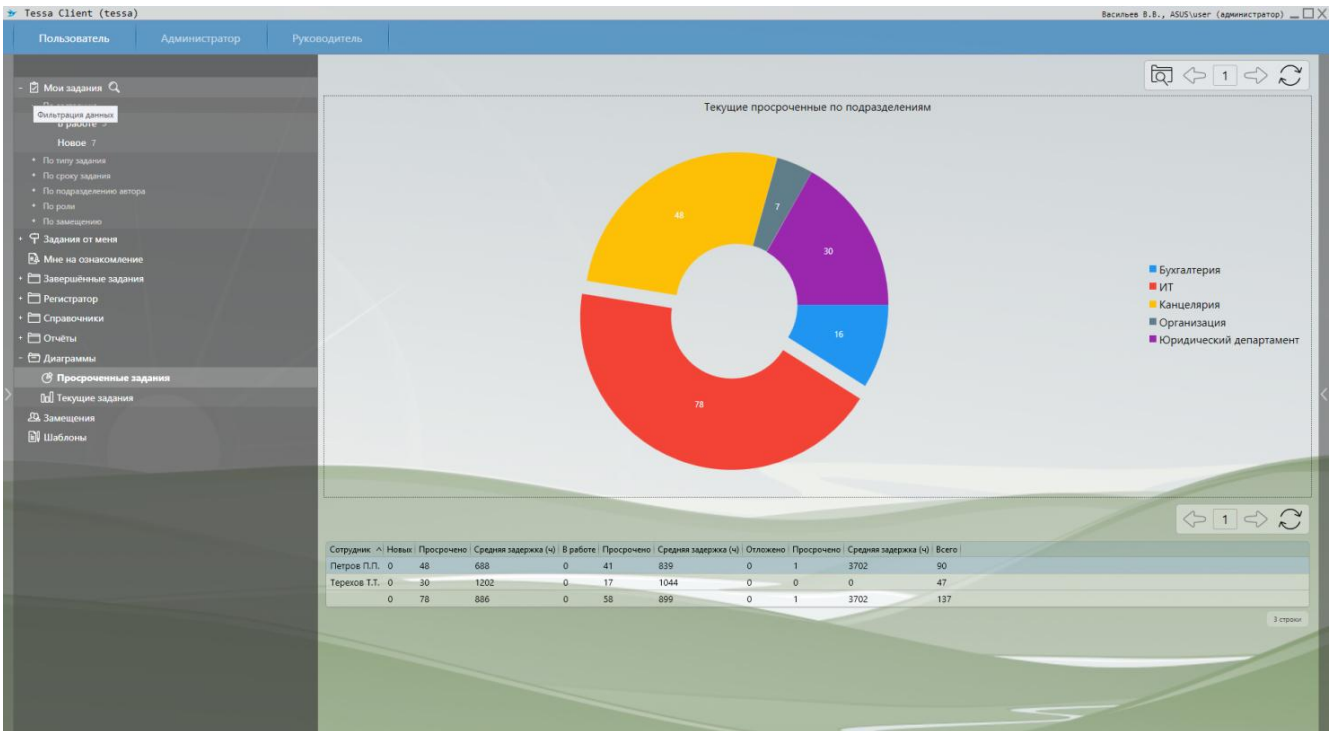 Tessa Client (tessa)
Васильев В.В., ASUS\user (администратор)
Пользователь Администратор Руководитель
- Мои задания
Фильтрация данных
В работе
Новое 7
• По типу задания
• По сроку задания
• По подразделению автора
• По роли
• По замещению
+ Задания от меня
Мне на ознакомление
+ Завершённые задания
+ Регистратор
+ Справочники
+ Отчёты
- Диаграммы
Просроченные задания
Текущие задания
Замещения
Шаблоны
1
Текущие просроченные по подразделениям
48
7
30
16
78
Бухгалтерия
ИТ
Канцелярия
Организация
Юридический департамент
1
Сотрудник Новых Просрочено Средняя задержка (ч) В работе Просрочено Средняя задержка (ч) Отложено Просрочено Средняя задержка (ч) Всего
Петров П.П. 0 48 688 0 41 839 0 1 3702 90
Терехов Т.Т. 0 30 1202 0 17 1044 0 0 0 47
0 78 886 0 58 899 0 1 3702 137
3 строки